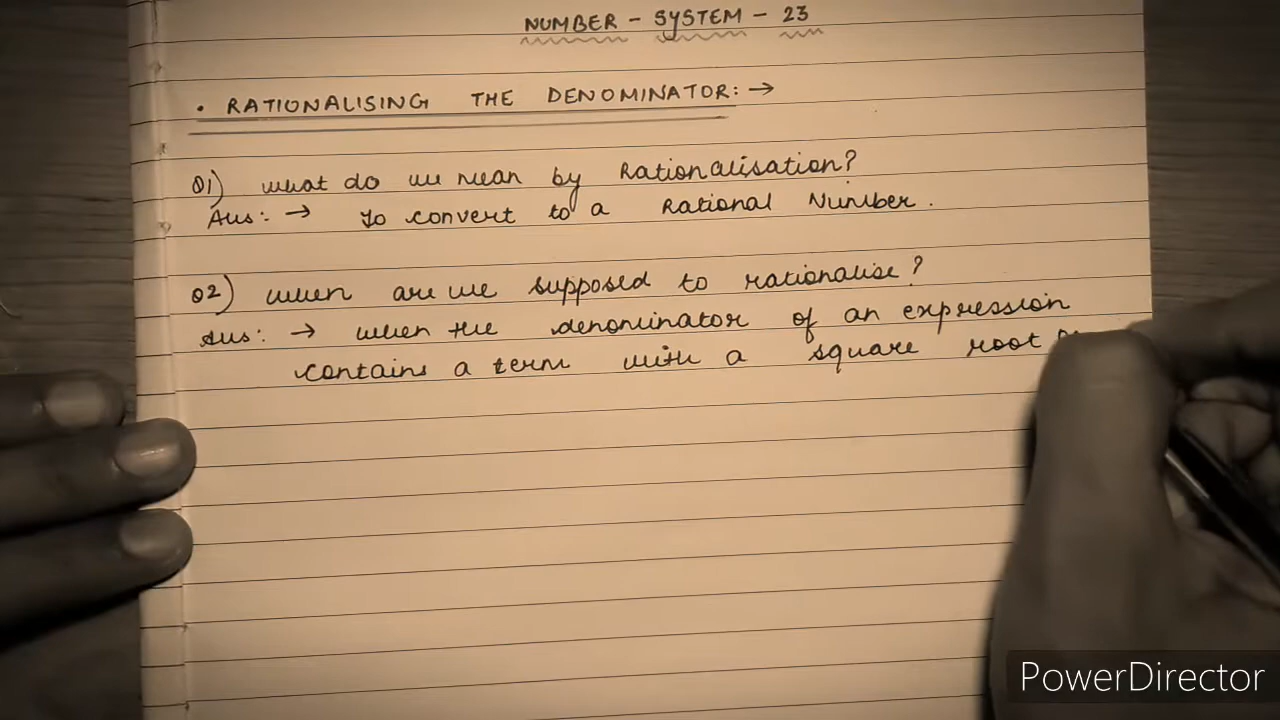 NUMBER - SYSTEM - 23
• RATIONALISING THE DENOMINATOR: →
Q1) what do we mean by Rationalisation?
Ans: → To convert to a Rational Number.
Q2) when are we supposed to rationalise?
Ans: → when the denominator of an expression
contains a term with a square root
PowerDirector